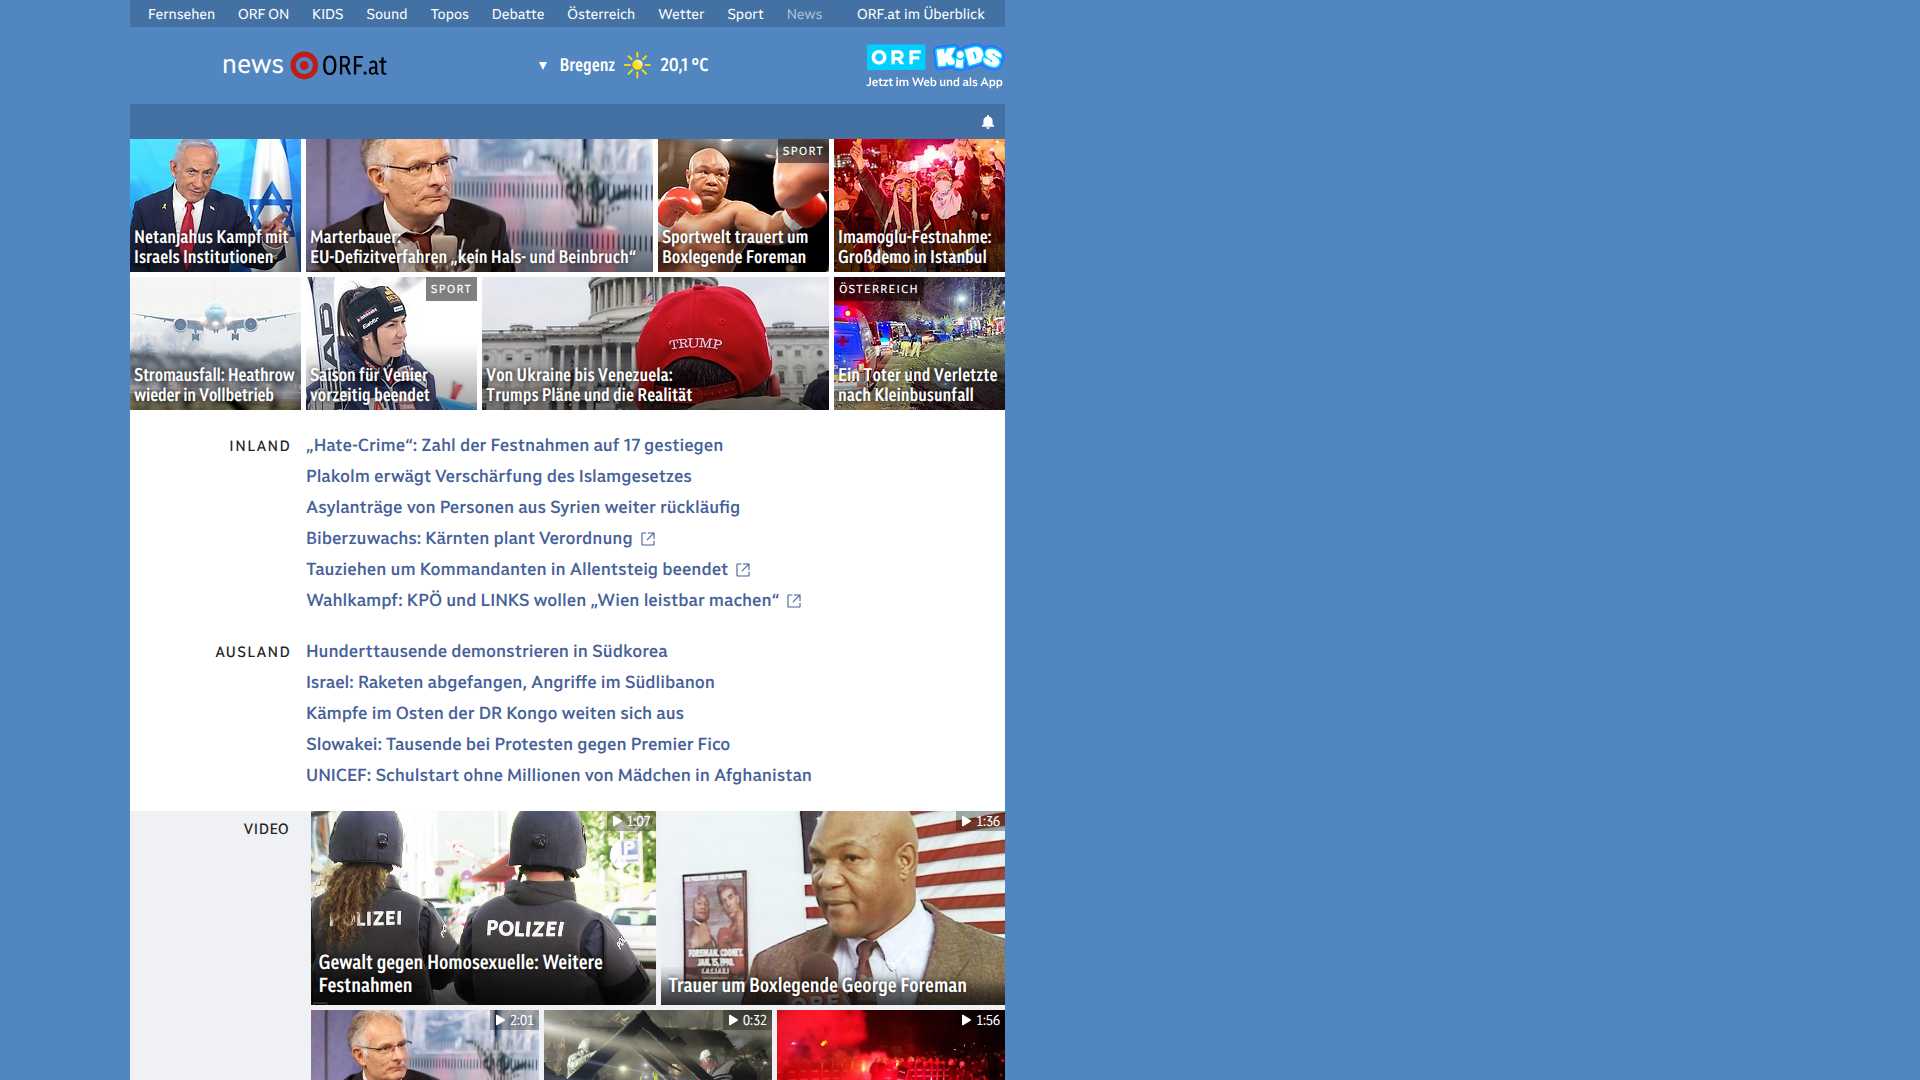 Fernsehen ORF ON KIDS Sound Topos Debatte Österreich Wetter Sport News ORF.at im Überblick
news ORF.at
▼ Bregenz 20,1 °C
ORF KiDS
Jetzt im Web und als App
Netanjahus Kampf mit
Israels Institutionen
Marterbauer:
EU-Defizitverfahren „kein Hals- und Beinbruch“
SPORT
Sportwelt trauert um
Boxlegende Foreman
Imamoglu-Festnahme:
Großdemo in Istanbul
Stromausfall: Heathrow
wieder in Vollbetrieb
SPORT
Saison für Venier
vorzeitig beendet
TRUMP
Von Ukraine bis Venezuela:
Trumps Pläne und die Realität
ÖSTERREICH
Ein Toter und Verletzte
nach Kleinbusunfall
INLAND
„Hate-Crime“: Zahl der Festnahmen auf 17 gestiegen
Plakolm erwägt Verschärfung des Islamgesetzes
Asylanträge von Personen aus Syrien weiter rückläufig
Biberzuwachs: Kärnten plant Verordnung
Tauziehen um Kommandanten in Allentsteig beendet
Wahlkampf: KPÖ und LINKS wollen „Wien leistbar machen“
AUSLAND
Hunderttausende demonstrieren in Südkorea
Israel: Raketen abgefangen, Angriffe im Südlibanon
Kämpfe im Osten der DR Kongo weiten sich aus
Slowakei: Tausende bei Protesten gegen Premier Fico
UNICEF: Schulstart ohne Millionen von Mädchen in Afghanistan
VIDEO
1:07
POLIZEI
POLIZEI
Gewalt gegen Homosexuelle: Weitere
Festnahmen
1:36
FOREMAN, COONEY
JAN. 15, 1990
CAESARS
Trauer um Boxlegende George Foreman
2:01
0:32
1:56